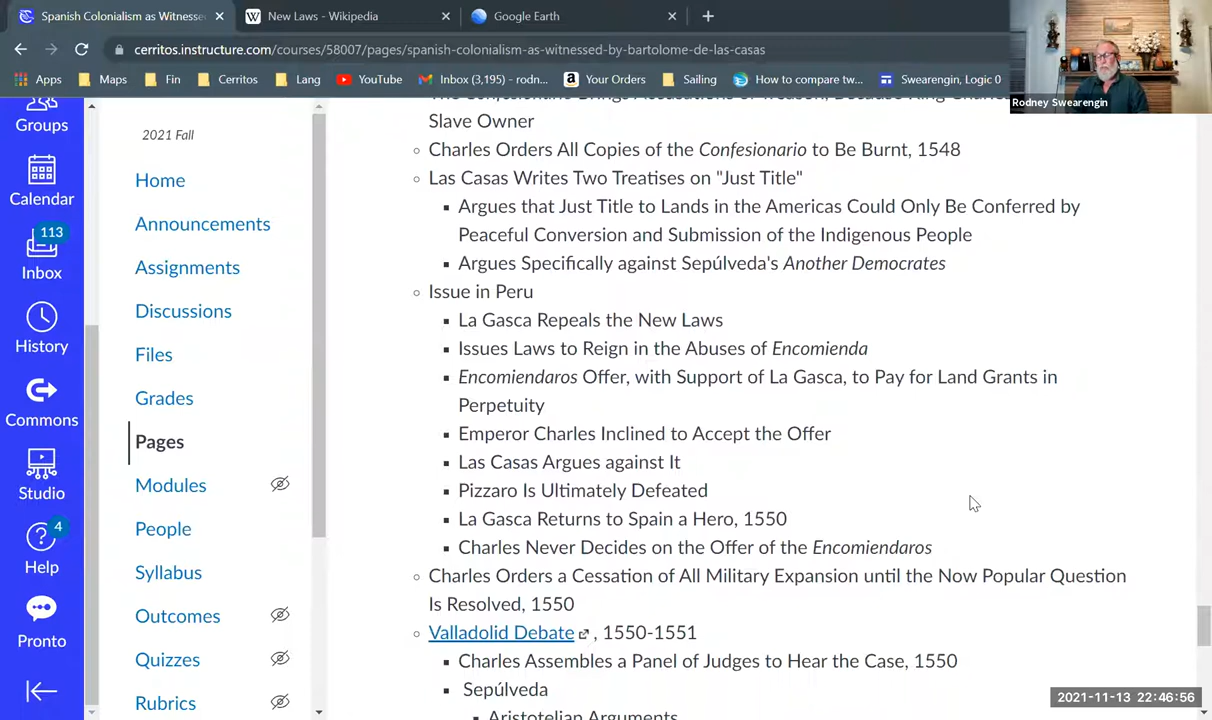 Spanish Colonialism as Witnesse
New Laws - Wikipedia
Google Earth
cerritos.instructure.com/courses/58007/pages/spanish-colonialism-as-witnessed-by-bartolome-de-las-casas
Apps Maps Fin Cerritos Lang YouTube Inbox (3,195) - rodn... Your Orders Sailing How to compare tw... Swearengin, Logic 0
Rodney Swearengin
Groups
Calendar
113
Inbox
History
Commons
Studio
4
Help
Pronto
2021 Fall
Home
Announcements
Assignments
Discussions
Files
Grades
Pages
Modules
People
Syllabus
Outcomes
Quizzes
Rubrics
Slave Owner
Charles Orders All Copies of the Confesionario to Be Burnt, 1548
Las Casas Writes Two Treatises on "Just Title"
Argues that Just Title to Lands in the Americas Could Only Be Conferred by
Peaceful Conversion and Submission of the Indigenous People
Argues Specifically against Sepúlveda's Another Democrates
Issue in Peru
La Gasca Repeals the New Laws
Issues Laws to Reign in the Abuses of Encomienda
Encomiendaros Offer, with Support of La Gasca, to Pay for Land Grants in
Perpetuity
Emperor Charles Inclined to Accept the Offer
Las Casas Argues against It
Pizzaro Is Ultimately Defeated
La Gasca Returns to Spain a Hero, 1550
Charles Never Decides on the Offer of the Encomiendaros
Charles Orders a Cessation of All Military Expansion until the Now Popular Question
Is Resolved, 1550
Valladolid Debate , 1550-1551
Charles Assembles a Panel of Judges to Hear the Case, 1550
Sepúlveda
Aristotelian Arguments
2021-11-13 22:46:56